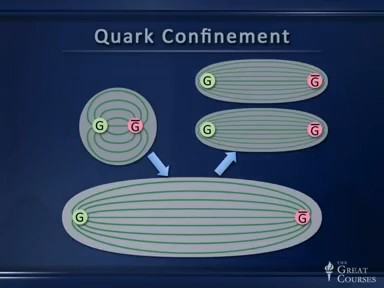 Quark Confinement
G G̅
G G̅
G G̅
G G̅
THE
GREAT
COURSES